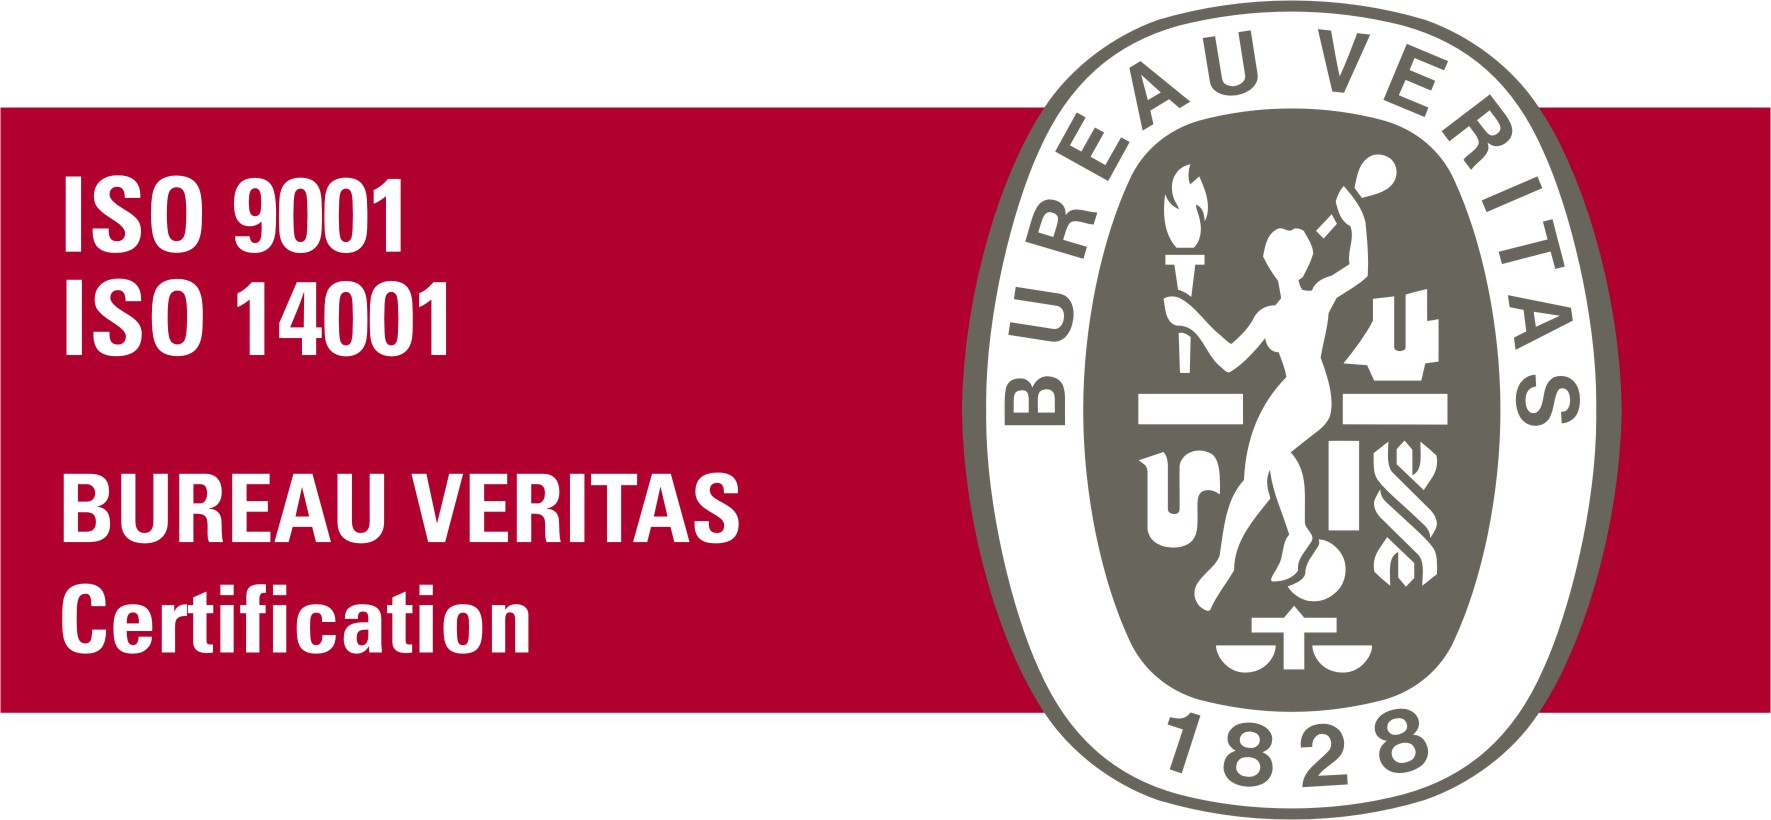 ISO 9001
ISO 14001
BUREAU VERITAS
Certification
BUREAU VERITAS
1828